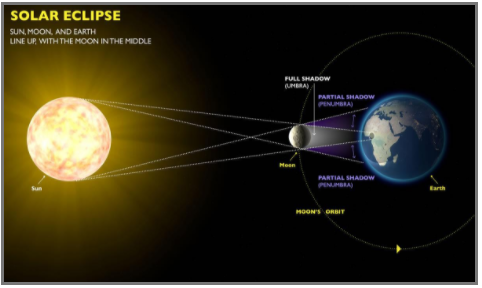 SOLAR ECLIPSE
SUN, MOON, AND EARTH
LINE UP, WITH THE MOON IN THE MIDDLE
FULL SHADOW
(UMBRA)
PARTIAL SHADOW
(PENUMBRA)
Moon
Sun
PARTIAL SHADOW
(PENUMBRA)
Earth
MOON'S ORBIT